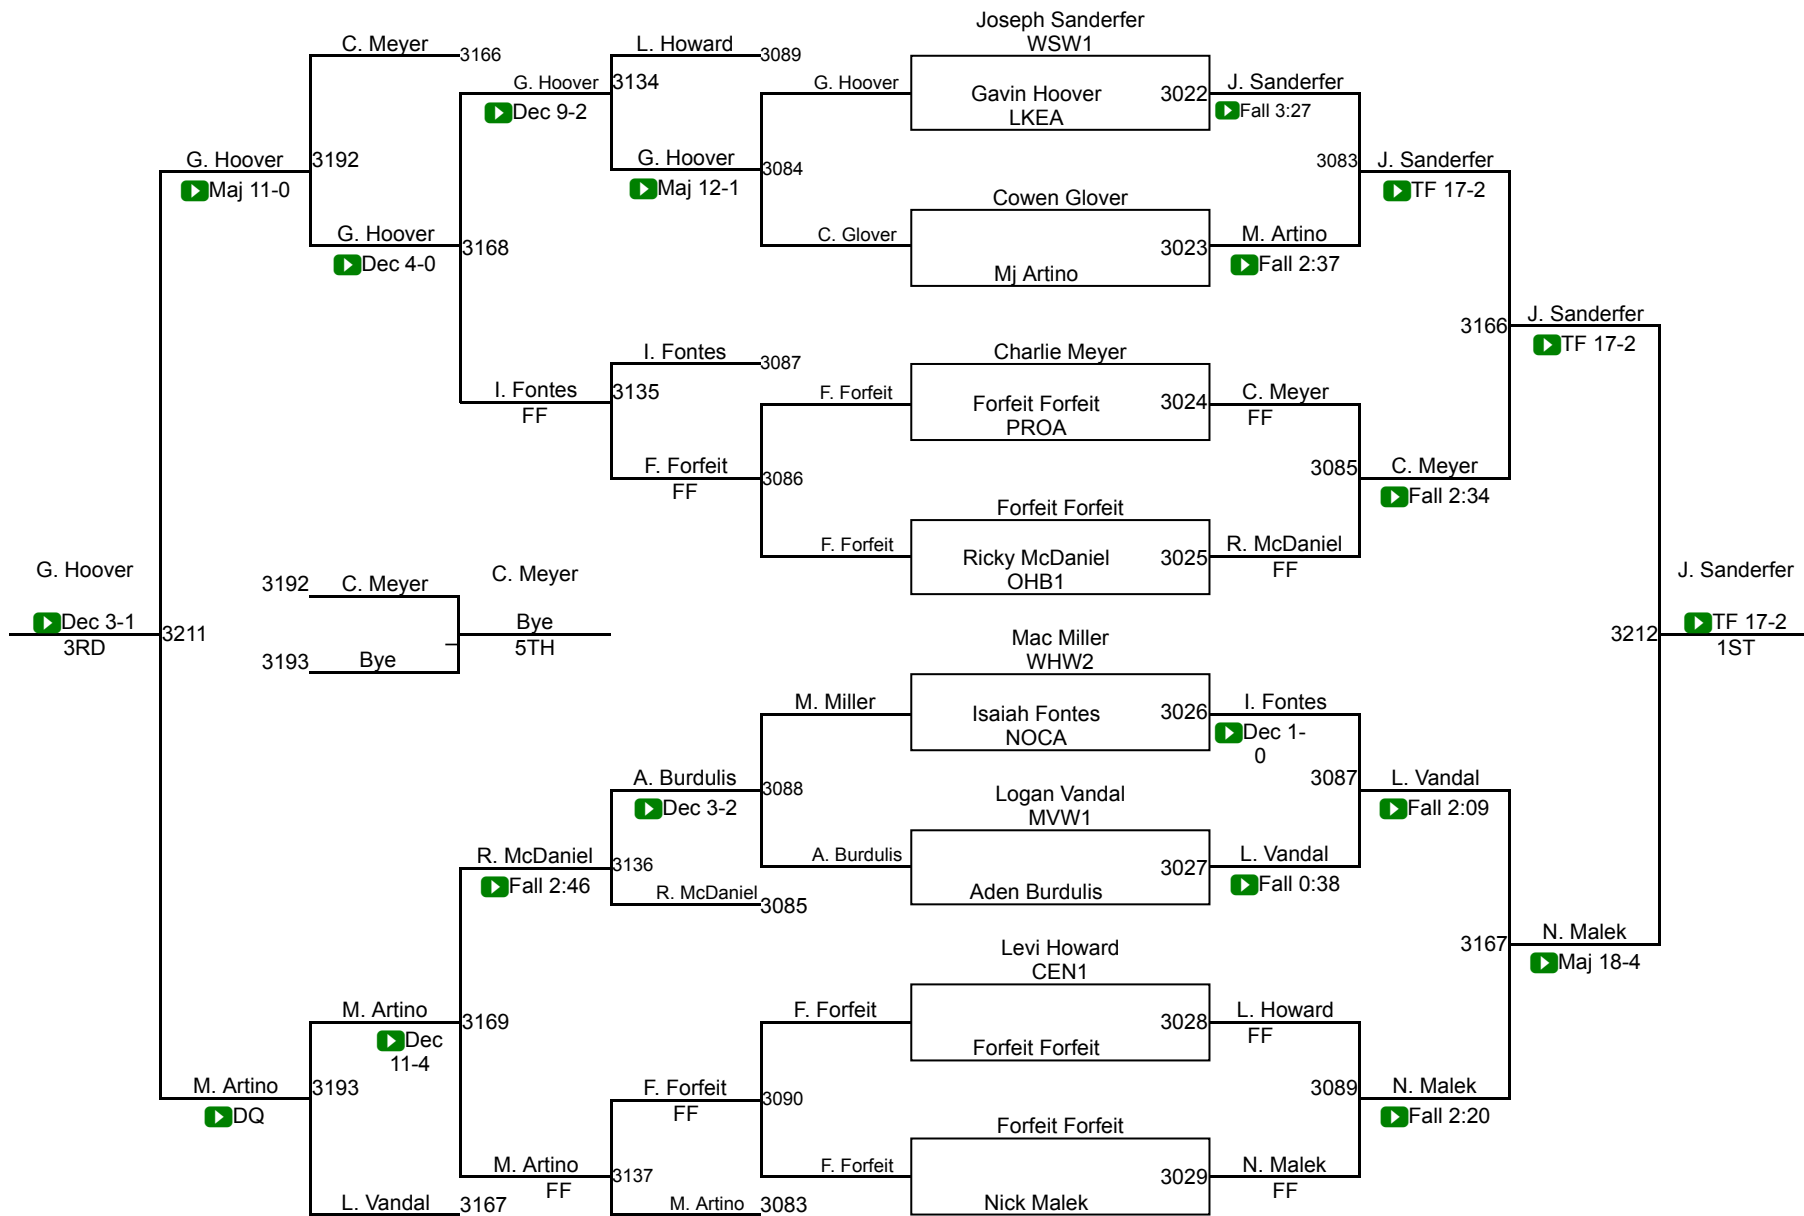 Joseph Sanderfer
WSW1
C. Meyer
3166
L. Howard
3089
G. Hoover
3134
Dec 9-2
G. Hoover
Gavin Hoover
LKEA
3022
J. Sanderfer
Fall 3:27
G. Hoover
3192
Maj 11-0
G. Hoover
3084
Maj 12-1
3083
J. Sanderfer
TF 17-2
Cowen Glover
G. Hoover
3168
Dec 4-0
C. Glover
3023
Mj Artino
M. Artino
Fall 2:37
3166
J. Sanderfer
TF 17-2
I. Fontes
3087
Charlie Meyer
I. Fontes
FF
3135
F. Forfeit
Forfeit Forfeit
PROA
3024
C. Meyer
FF
F. Forfeit
FF
3086
3085
C. Meyer
Fall 2:34
Forfeit Forfeit
F. Forfeit
Ricky McDaniel
OHB1
3025
R. McDaniel
FF
G. Hoover
Dec 3-1
3RD
3211
3192
C. Meyer
C. Meyer
3193
Bye
Bye
5TH
J. Sanderfer
3212
TF 17-2
1ST
Mac Miller
WHW2
M. Miller
Isaiah Fontes
NOCA
3026
I. Fontes
Dec 1-
0
A. Burdulis
3088
Dec 3-2
3087
L. Vandal
Fall 2:09
Logan Vandal
MVW1
R. McDaniel
3136
Fall 2:46
A. Burdulis
3027
Aden Burdulis
L. Vandal
Fall 0:38
R. McDaniel
3085
3167
N. Malek
Maj 18-4
Levi Howard
CEN1
M. Artino
3169
Dec
11-4
F. Forfeit
3028
Forfeit Forfeit
L. Howard
FF
M. Artino
3193
DQ
F. Forfeit
FF
3090
3089
N. Malek
Fall 2:20
Forfeit Forfeit
M. Artino
FF
3137
F. Forfeit
3029
Nick Malek
N. Malek
FF
L. Vandal
3167
M. Artino
3083